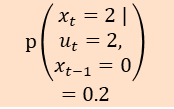 p(x_t = 2 |
u_t = 2,
x_{t−1} = 0)
= 0.2